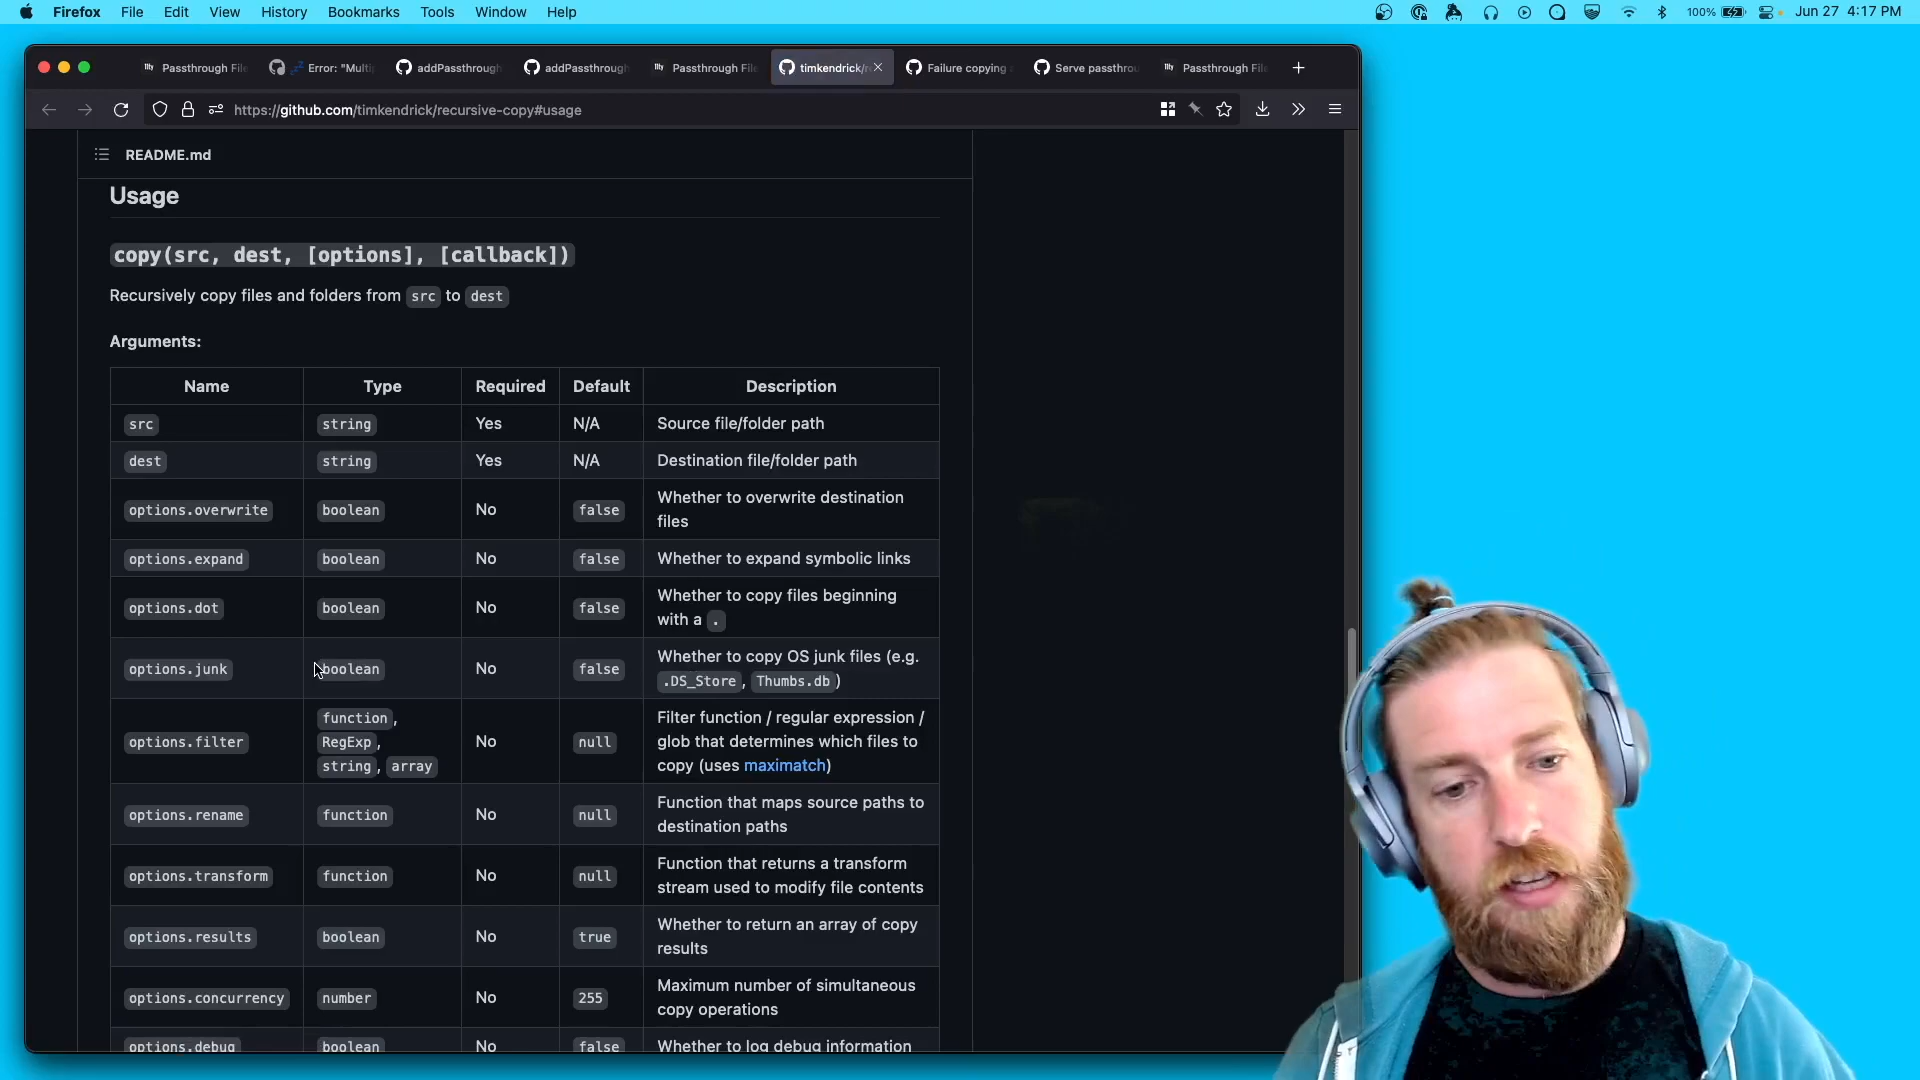 Firefox File Edit View History Bookmarks Tools Window Help
100% Jun 27 4:17 PM
Passthrough File
Error: "Multip
addPassthrough
addPassthrough
Passthrough File
timkendrick/r
Failure copying
Serve passthrou
Passthrough File
https://github.com/timkendrick/recursive-copy#usage
README.md
Usage
copy(src, dest, [options], [callback])
Recursively copy files and folders from src to dest
Arguments:
Name Type Required Default Description
src string Yes N/A Source file/folder path
dest string Yes N/A Destination file/folder path
options.overwrite boolean No false Whether to overwrite destination
files
options.expand boolean No false Whether to expand symbolic links
options.dot boolean No false Whether to copy files beginning
with a .
options.junk boolean No false Whether to copy OS junk files (e.g.
.DS_Store, Thumbs.db)
options.filter function, RegExp, string, array No null Filter function / regular expression /
glob that determines which files to
copy (uses maximatch)
options.rename function No null Function that maps source paths to
destination paths
options.transform function No null Function that returns a transform
stream used to modify file contents
options.results boolean No true Whether to return an array of copy
results
options.concurrency number No 255 Maximum number of simultaneous
copy operations
options.debug boolean No false Whether to log debug information